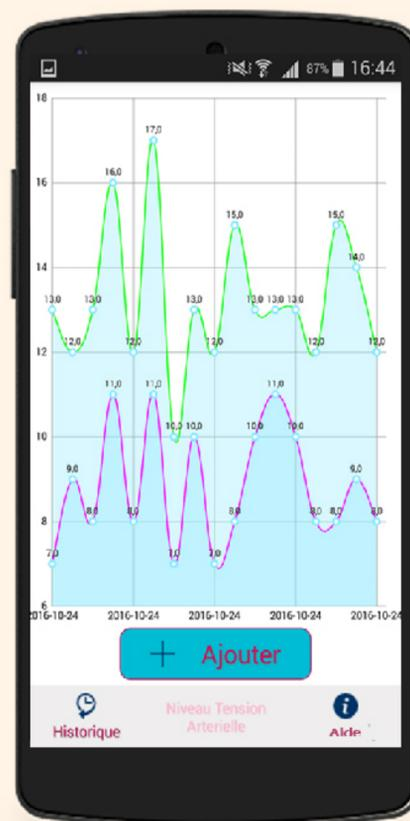 87% 16:44
18
16
14
12
10
8
6
13,0 12,0 13,0 16,0 12,0 17,0 10,0 13,0 12,0 15,0 13,0 13,0 13,0 12,0 15,0 14,0 12,0
7,0 9,0 8,0 11,0 8,0 11,0 7,0 10,0 7,0 8,0 10,0 11,0 10,0 8,0 8,0 9,0 8,0
2016-10-24 2016-10-24 2016-10-24 2016-10-24 2016-10-24
+ Ajouter
Historique
Niveau Tension
Arterielle
Aide